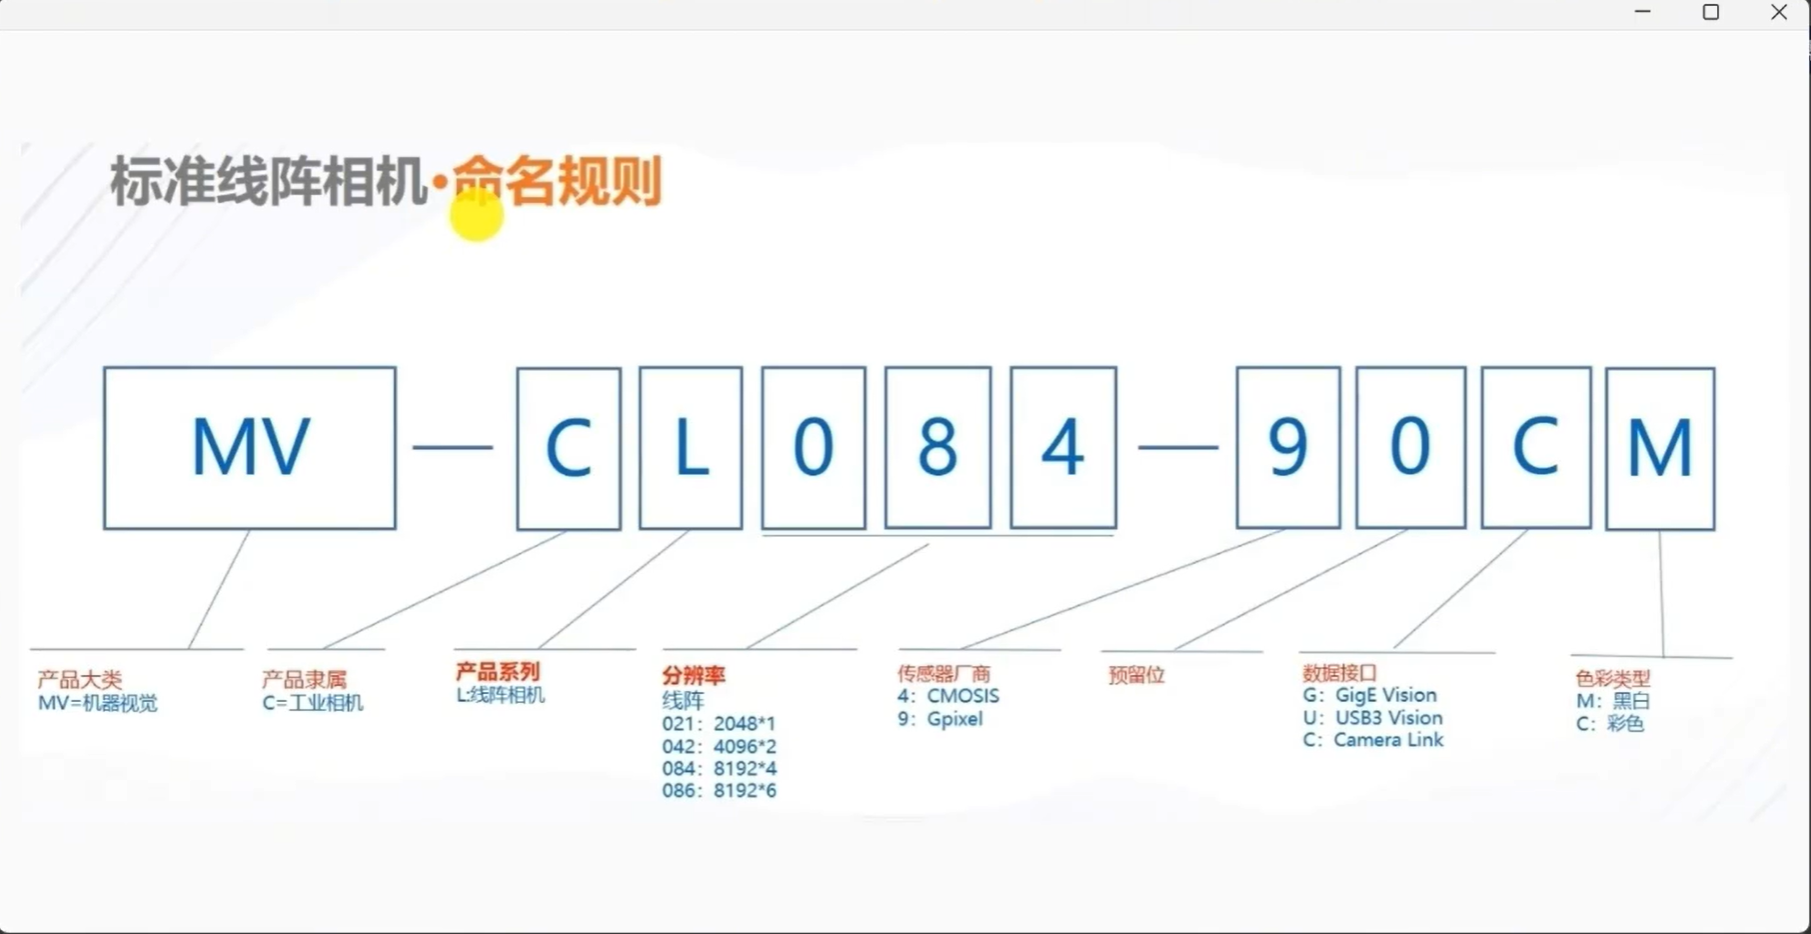 标准线阵相机•命名规则
MV — C L 0 8 4 — 9 0 C M
产品大类
MV=机器视觉
产品隶属
C=工业相机
产品系列
L:线阵相机
分辨率
线阵
021：2048*1
042：4096*2
084：8192*4
086：8192*6
传感器厂商
4：CMOSIS
9：Gpixel
预留位
数据接口
G：GigE Vision
U：USB3 Vision
C：Camera Link
色彩类型
M：黑白
C：彩色